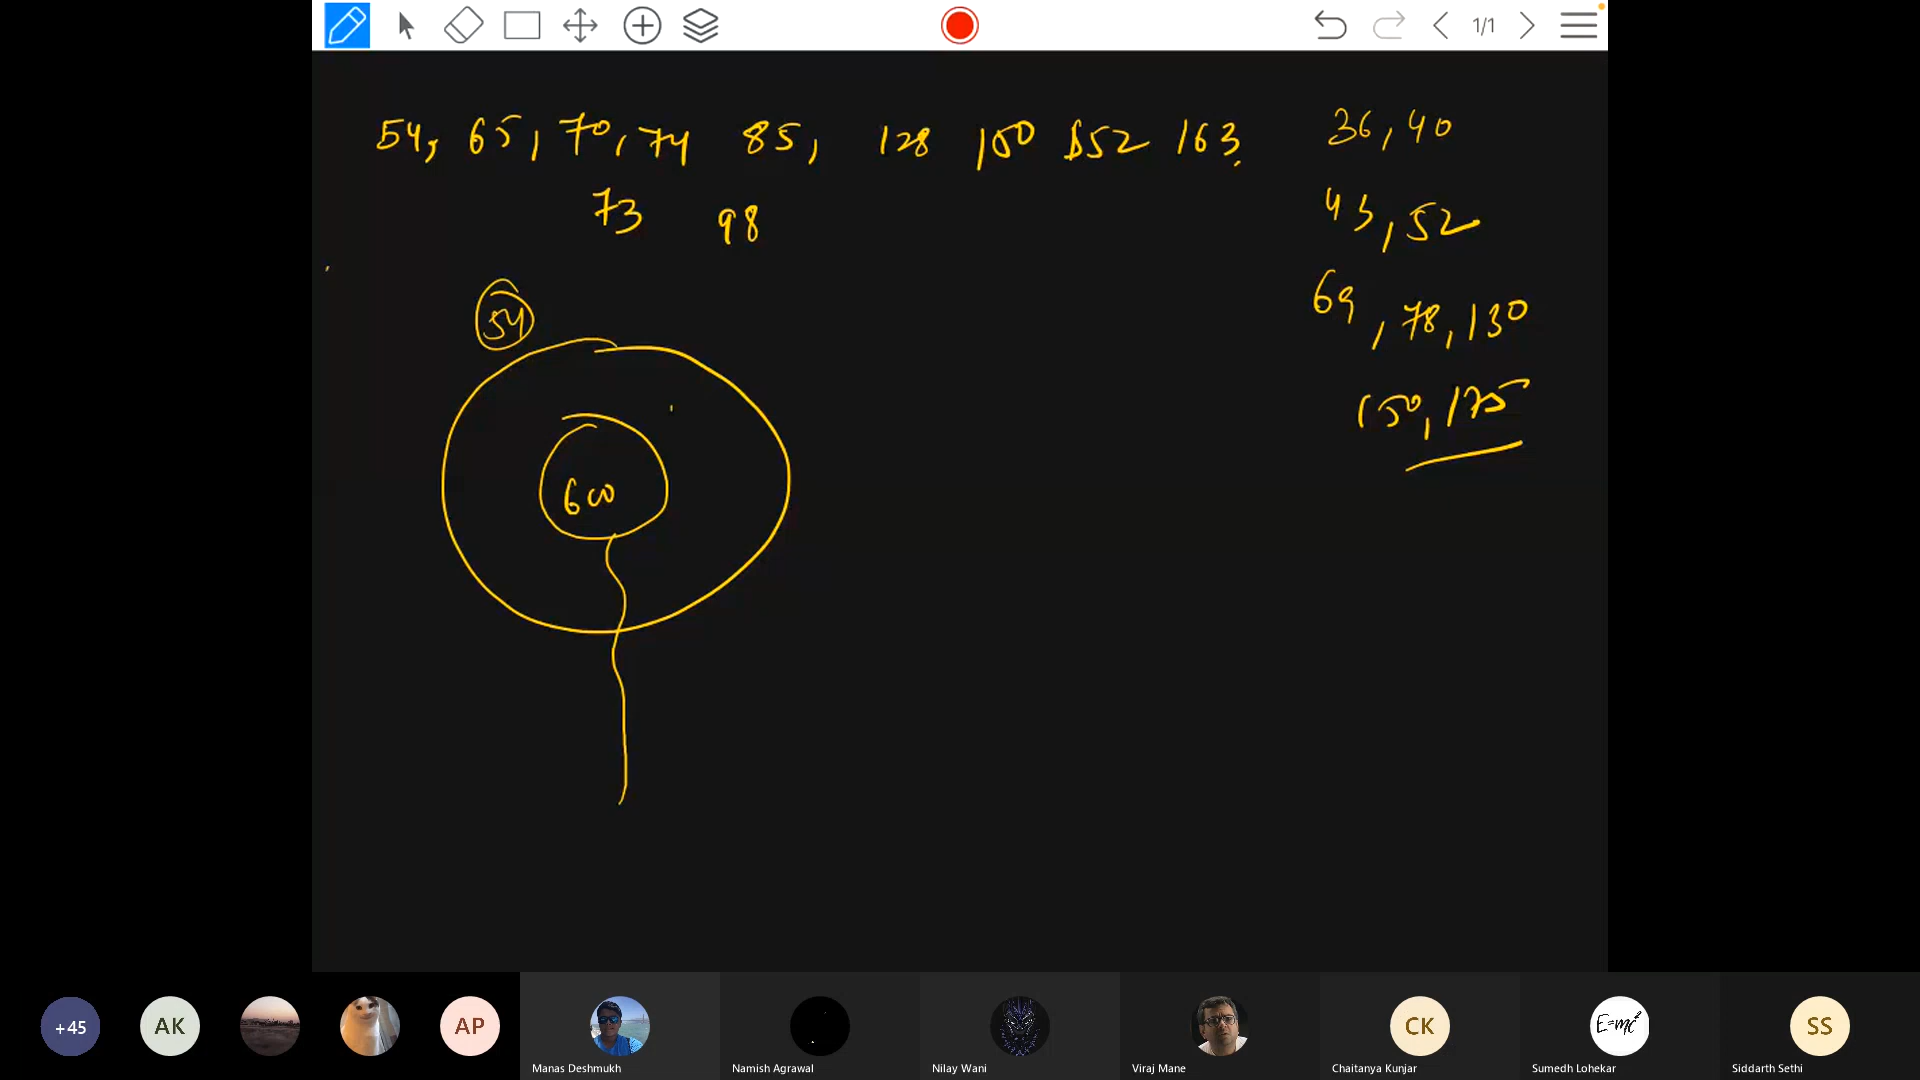 1/1
54, 65, 70, 74 85, 128 150 152 163
73 98
36, 40
43, 52
69, 78, 130
150, 175
54
600
+45
AK
AP
CK
E=mc²
SS
Manas Deshmukh
Namish Agrawal
Nilay Wani
Viraj Mane
Chaitanya Kunjar
Sumedh Lohekar
Siddarth Sethi